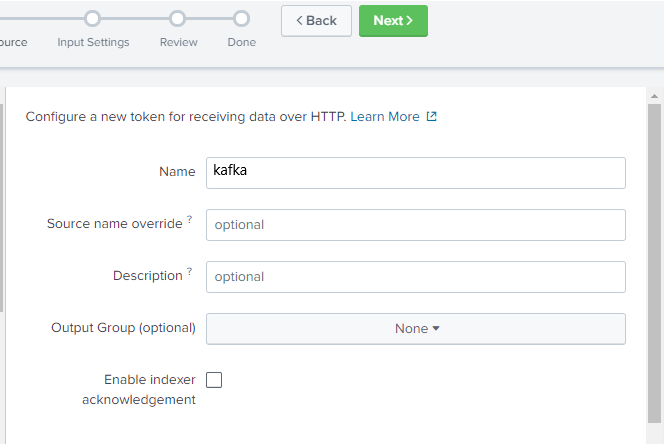 ource Input Settings Review Done < Back Next >
Configure a new token for receiving data over HTTP. Learn More
Name kafka
Source name override ? optional
Description ? optional
Output Group (optional) None
Enable indexer
acknowledgement